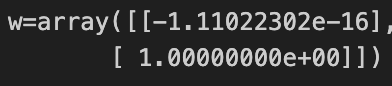 w=array([[-1.11022302e-16],
[ 1.00000000e+00]])